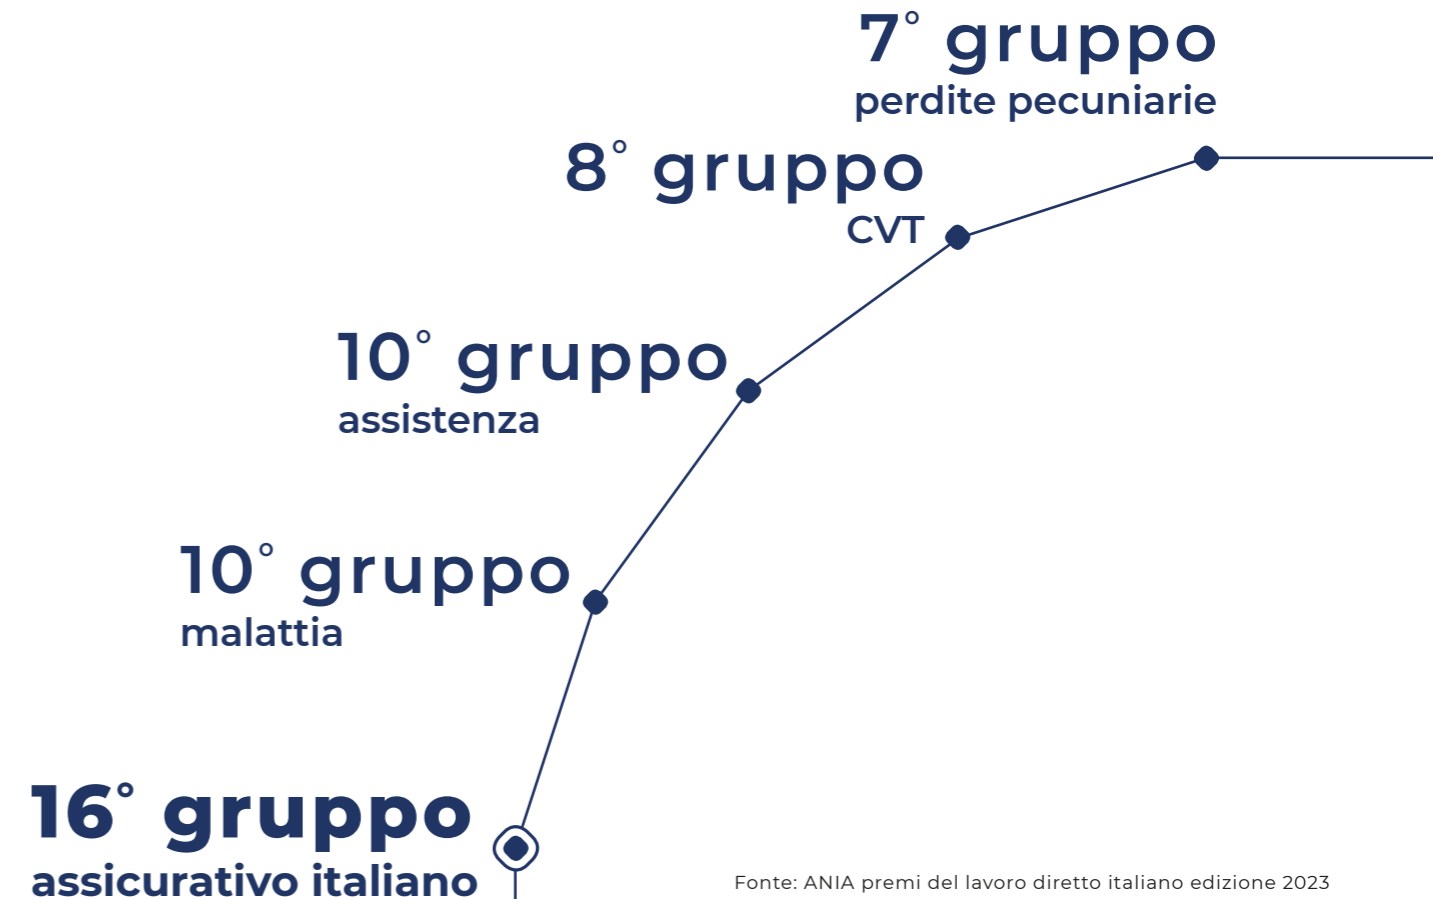 7° gruppo
perdite pecuniarie
8° gruppo
CVT
10° gruppo
assistenza
10° gruppo
malattia
16° gruppo
assicurativo italiano
Fonte: ANIA premi del lavoro diretto italiano edizione 2023